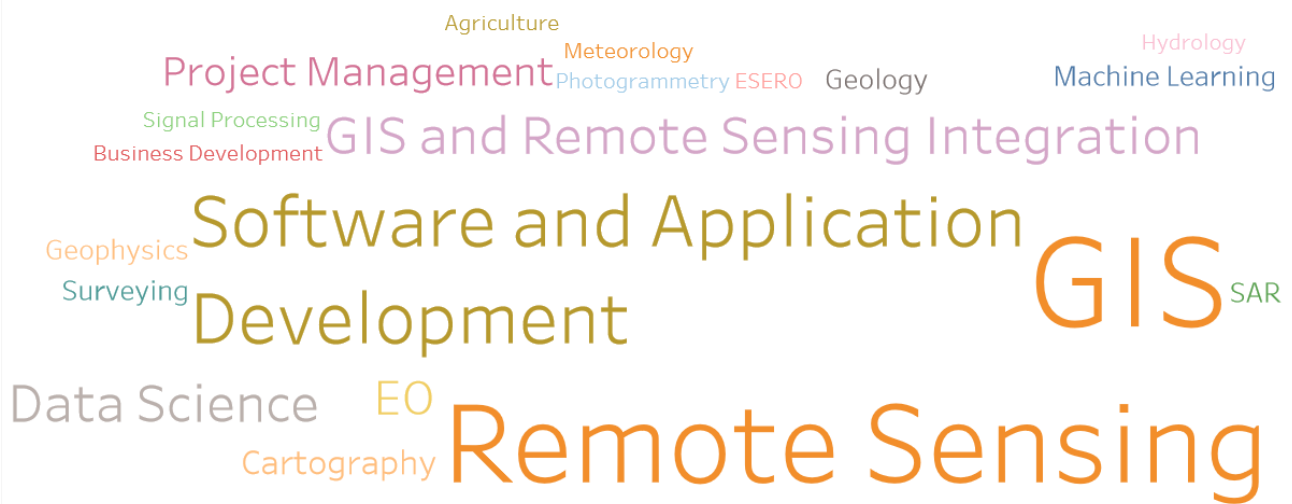 Agriculture
Meteorology
Hydrology
Project Management
Photogrammetry
ESERO
Geology
Machine Learning
Signal Processing
GIS and Remote Sensing Integration
Business Development
Software and Application
Development
Geophysics
Surveying
GIS
SAR
Data Science
EO
Cartography
Remote Sensing